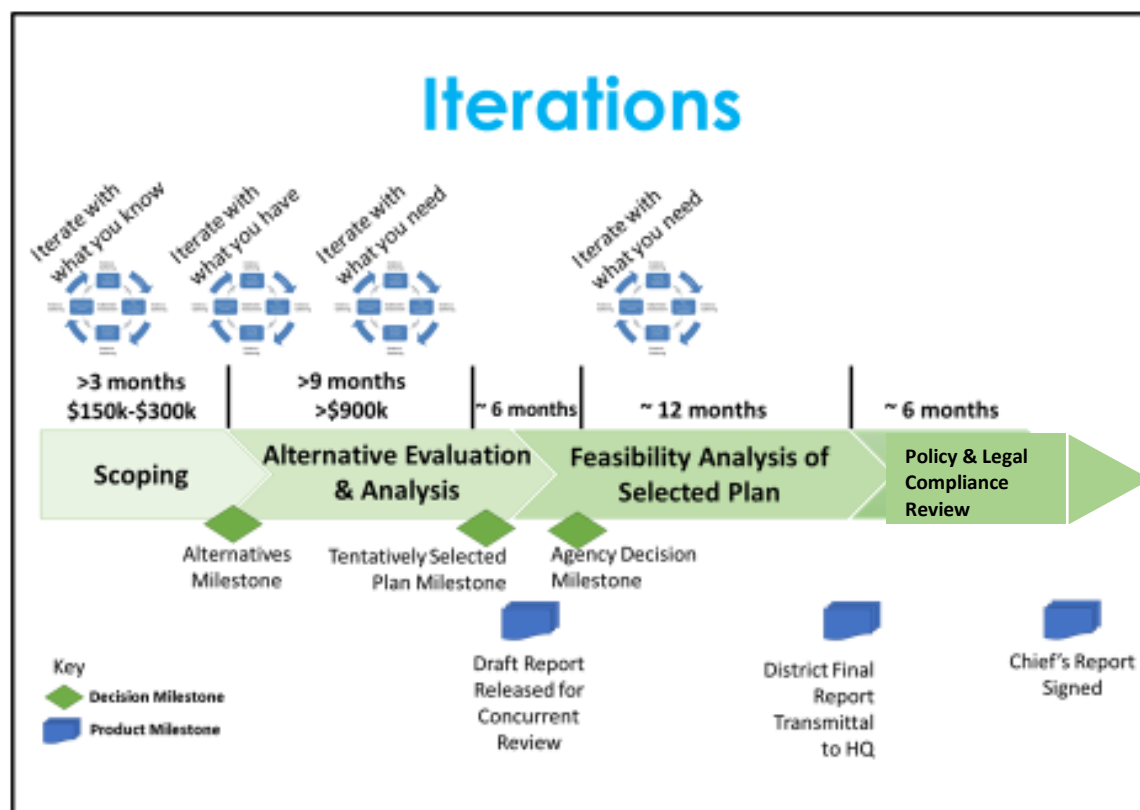 Iterations
Iterate with
what you know
Iterate with
what you have
Iterate with
what you need
Iterate with
what you need
>3 months
$150k-$300k
>9 months
>$900k
~ 6 months
~ 12 months
~ 6 months
Scoping
Alternative Evaluation
& Analysis
Feasibility Analysis of
Selected Plan
Policy & Legal
Compliance
Review
Alternatives
Milestone
Tentatively Selected
Plan Milestone
Agency Decision
Milestone
Draft Report
Released for
Concurrent
Review
District Final
Report
Transmittal
to HQ
Chief's Report
Signed
Key
Decision Milestone
Product Milestone